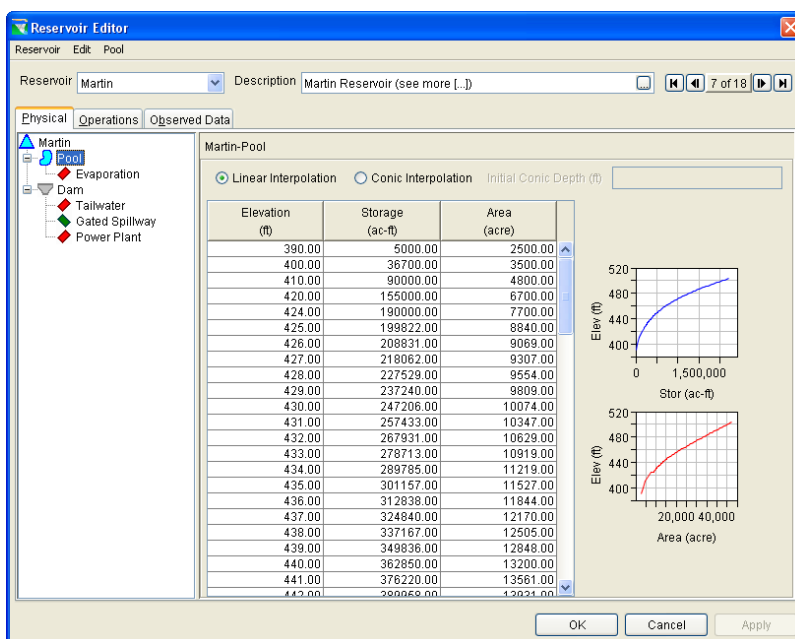 Reservoir Editor
Reservoir Edit Pool
Reservoir Martin Description Martin Reservoir (see more [...]) ... 7 of 18
Physical Operations Observed Data
Martin
Pool
Evaporation
Dam
Tailwater
Gated Spillway
Power Plant
Martin-Pool
Linear Interpolation Conic Interpolation Initial Conic Depth (ft)
Elevation Storage Area
(ft) (ac-ft) (acre)
390.00 5000.00 2500.00
400.00 36700.00 3500.00
410.00 90000.00 4800.00
420.00 155000.00 6700.00
424.00 190000.00 7700.00
425.00 199822.00 8840.00
426.00 208831.00 9069.00
427.00 218062.00 9307.00
428.00 227529.00 9554.00
429.00 237240.00 9809.00
430.00 247206.00 10074.00
431.00 257433.00 10347.00
432.00 267931.00 10629.00
433.00 278713.00 10919.00
434.00 289785.00 11219.00
435.00 301157.00 11527.00
436.00 312838.00 11844.00
437.00 324840.00 12170.00
438.00 337167.00 12505.00
439.00 349836.00 12848.00
440.00 362850.00 13200.00
441.00 376220.00 13561.00
442.00 389958.00 13931.00
520
480
440
400
Elev (ft)
0 1,500,000
Stor (ac-ft)
520
480
440
400
Elev (ft)
20,000 40,000
Area (acre)
OK Cancel Apply